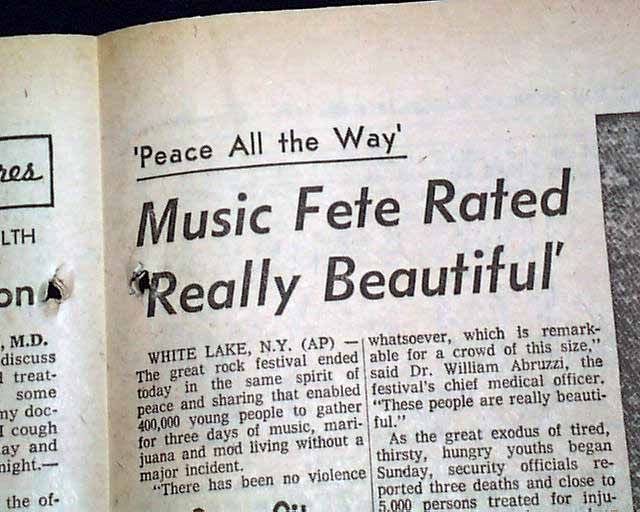 res
LTH
on
, M.D.
discuss
treat-
some
my doc-
I cough
ay and
night.—
the of-
'Peace All the Way'
Music Fete Rated
'Really Beautiful'
WHITE LAKE, N.Y. (AP) —
The great rock festival ended
today in the same spirit of
peace and sharing that enabled
400,000 young people to gather
for three days of music, mari-
juana and mod living without a
major incident.
"There has been no violence
whatsoever, which is remark-
able for a crowd of this size,"
said Dr. William Abruzzi, the
festival's chief medical officer.
"These people are really beauti-
ful."
As the great exodus of tired,
thirsty, hungry youths began
Sunday, security officials re-
ported three deaths and close to
5,000 persons treated for inju-